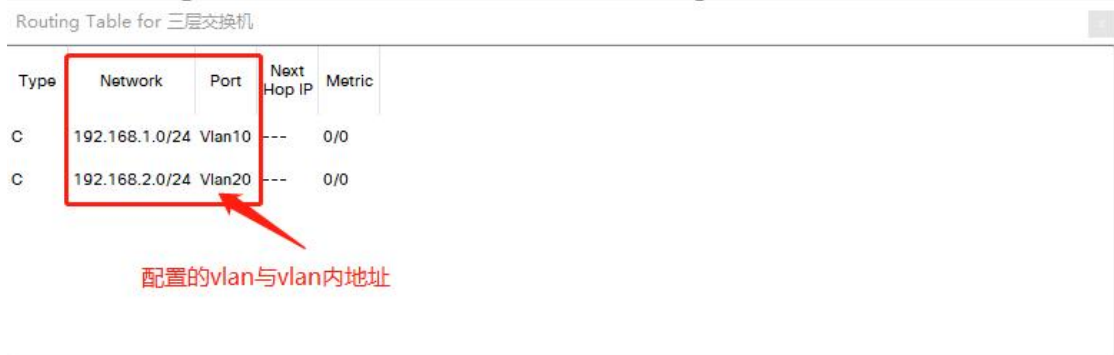 Routing Table for 三层交换机
Type Network Port Next Hop IP Metric
C 192.168.1.0/24 Vlan10 --- 0/0
C 192.168.2.0/24 Vlan20 --- 0/0
配置的vlan与vlan内地址